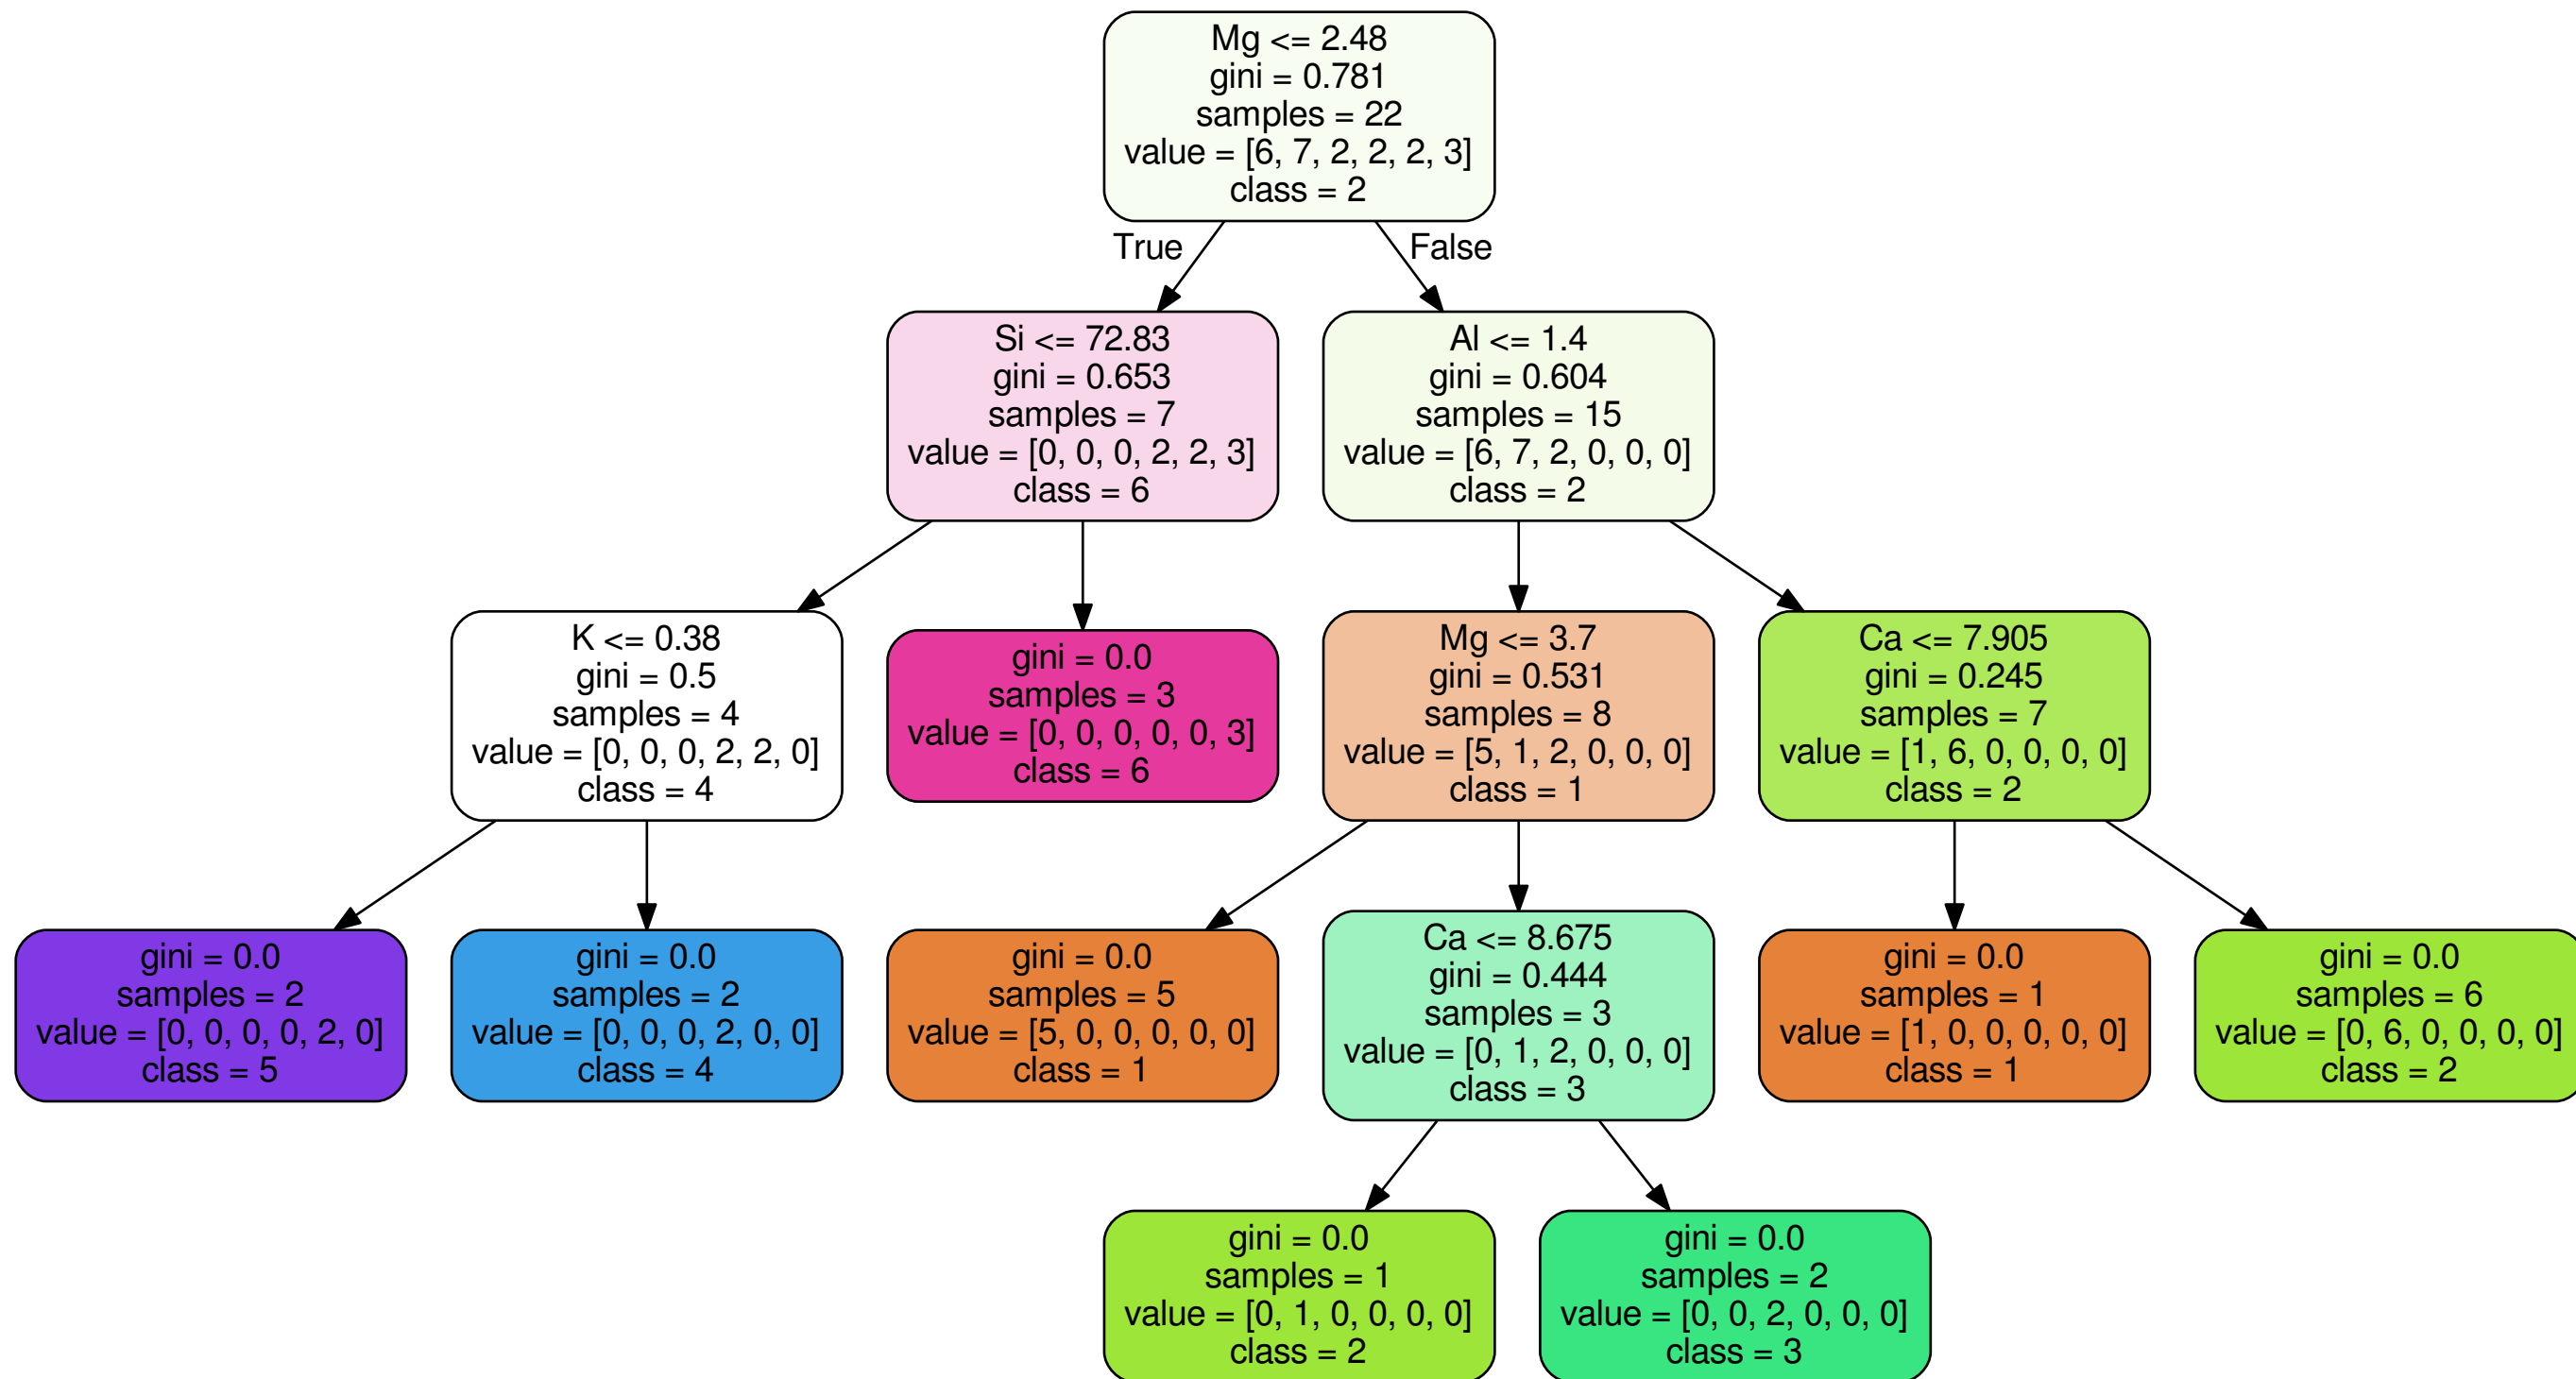 Mg <= 2.48
gini = 0.781
samples = 22
value = [6, 7, 2, 2, 2, 3]
class = 2
True
False
Si <= 72.83
gini = 0.653
samples = 7
value = [0, 0, 0, 2, 2, 3]
class = 6
Al <= 1.4
gini = 0.604
samples = 15
value = [6, 7, 2, 0, 0, 0]
class = 2
K <= 0.38
gini = 0.5
samples = 4
value = [0, 0, 0, 2, 2, 0]
class = 4
gini = 0.0
samples = 3
value = [0, 0, 0, 0, 0, 3]
class = 6
Mg <= 3.7
gini = 0.531
samples = 8
value = [5, 1, 2, 0, 0, 0]
class = 1
Ca <= 7.905
gini = 0.245
samples = 7
value = [1, 6, 0, 0, 0, 0]
class = 2
gini = 0.0
samples = 2
value = [0, 0, 0, 0, 2, 0]
class = 5
gini = 0.0
samples = 2
value = [0, 0, 0, 2, 0, 0]
class = 4
gini = 0.0
samples = 5
value = [5, 0, 0, 0, 0, 0]
class = 1
Ca <= 8.675
gini = 0.444
samples = 3
value = [0, 1, 2, 0, 0, 0]
class = 3
gini = 0.0
samples = 1
value = [1, 0, 0, 0, 0, 0]
class = 1
gini = 0.0
samples = 6
value = [0, 6, 0, 0, 0, 0]
class = 2
gini = 0.0
samples = 1
value = [0, 1, 0, 0, 0, 0]
class = 2
gini = 0.0
samples = 2
value = [0, 0, 2, 0, 0, 0]
class = 3